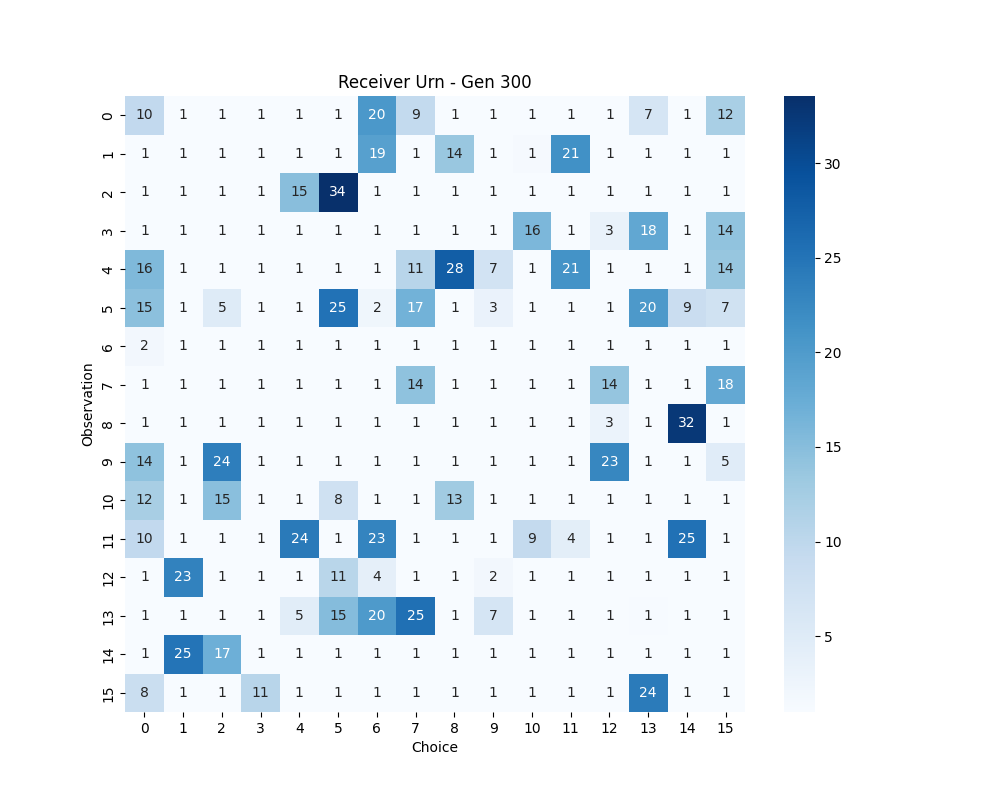 Receiver Urn - Gen 300
0 10 1 1 1 1 1 20 9 1 1 1 1 1 7 1 12
1 1 1 1 1 1 1 19 1 14 1 1 21 1 1 1 1
2 1 1 1 1 15 34 1 1 1 1 1 1 1 1 1 1
3 1 1 1 1 1 1 1 1 1 1 16 1 3 18 1 14
4 16 1 1 1 1 1 1 11 28 7 1 21 1 1 1 14
5 15 1 5 1 1 25 2 17 1 3 1 1 1 20 9 7
6 2 1 1 1 1 1 1 1 1 1 1 1 1 1 1 1
7 1 1 1 1 1 1 1 14 1 1 1 1 14 1 1 18
8 1 1 1 1 1 1 1 1 1 1 1 1 3 1 32 1
9 14 1 24 1 1 1 1 1 1 1 1 1 23 1 1 5
10 12 1 15 1 1 8 1 1 13 1 1 1 1 1 1 1
11 10 1 1 1 24 1 23 1 1 1 9 4 1 1 25 1
12 1 23 1 1 1 11 4 1 1 2 1 1 1 1 1 1
13 1 1 1 1 5 15 20 25 1 7 1 1 1 1 1 1
14 1 25 17 1 1 1 1 1 1 1 1 1 1 1 1 1
15 8 1 1 11 1 1 1 1 1 1 1 1 1 24 1 1
0 1 2 3 4 5 6 7 8 9 10 11 12 13 14 15
Choice
Observation
30
25
20
15
10
5